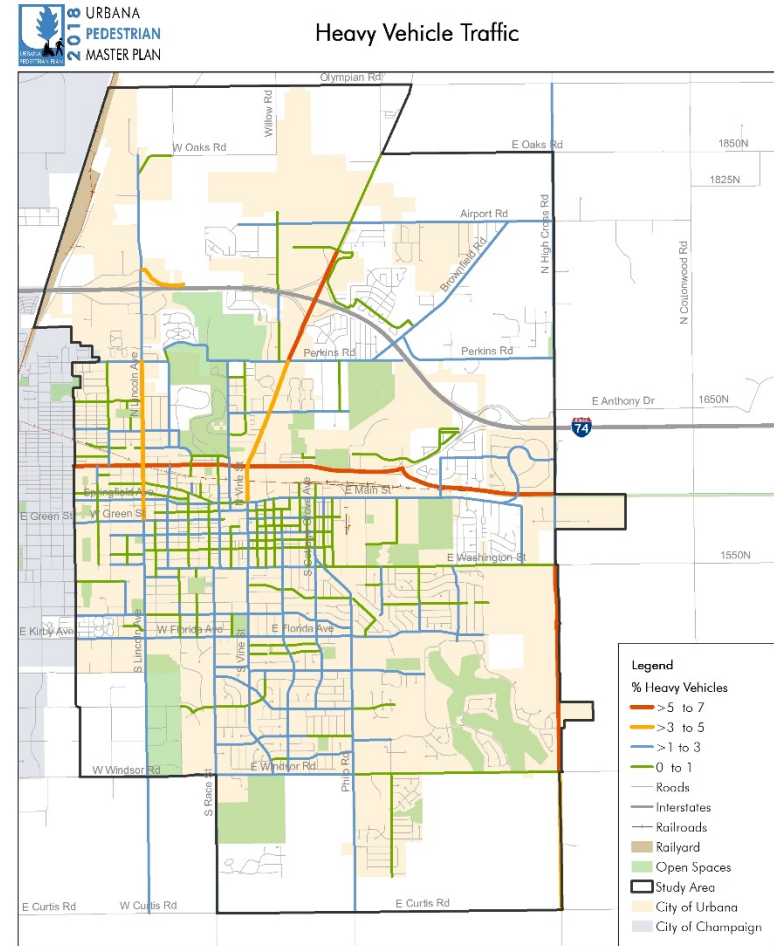 2018
URBANA
PEDESTRIAN
MASTER PLAN
URBANA
PEDESTRIAN PLAN
Heavy Vehicle Traffic
Olympian Rd
Willow Rd
W Oaks Rd
E Oaks Rd
1850N
1825N
Airport Rd
N High Cross Rd
Brownfield Rd
N Cottonwood Rd
Perkins Rd
Perkins Rd
N Lincoln Ave
E Anthony Dr
1650N
74
N Vine St
Springfield Ave
E Main St
E Green St
W Green St
S Cottage Grove Ave
E Washington St
1550N
E Kirby Ave
W Florida Ave
E Florida Ave
S Lincoln Ave
S Vine St
W Windsor Rd
E Windsor Rd
S Race St
Philo Rd
E Curtis Rd
W Curtis Rd
E Curtis Rd
Legend
% Heavy Vehicles
>5 to 7
>3 to 5
>1 to 3
0 to 1
Roads
Interstates
Railroads
Railyard
Open Spaces
Study Area
City of Urbana
City of Champaign